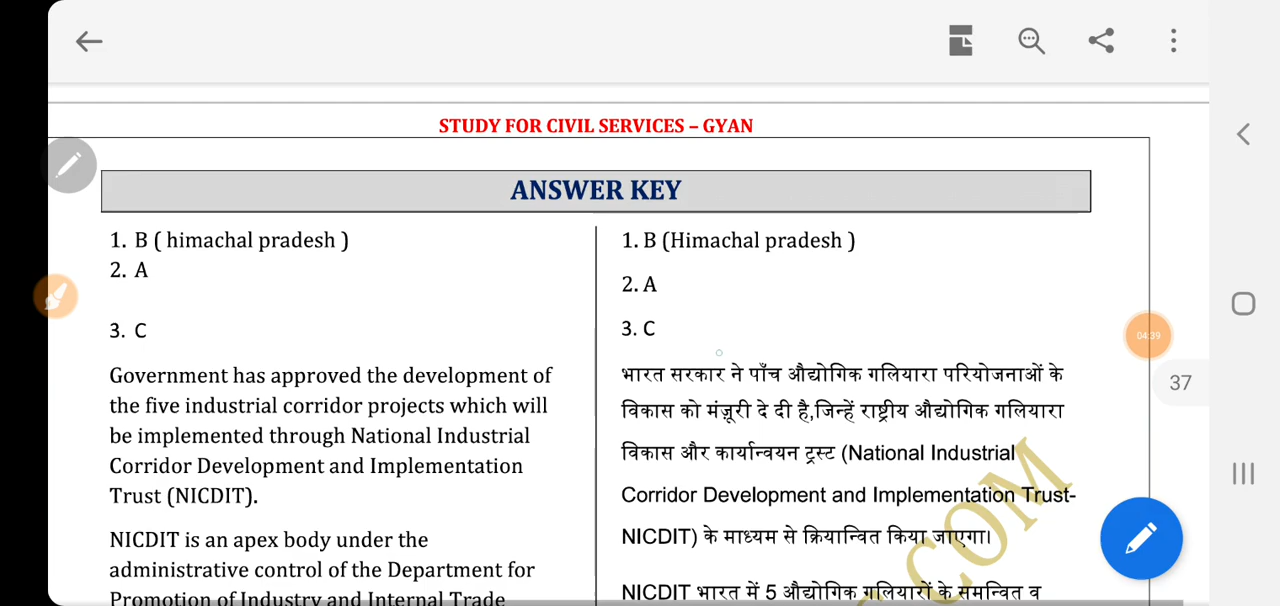 STUDY FOR CIVIL SERVICES – GYAN
ANSWER KEY
1. B ( himachal pradesh )
2. A
3. C
Government has approved the development of
the five industrial corridor projects which will
be implemented through National Industrial
Corridor Development and Implementation
Trust (NICDIT).
NICDIT is an apex body under the
administrative control of the Department for
Promotion of Industry and Internal Trade
1. B (Himachal pradesh )
2. A
3. C
भारत सरकार ने पाँच औद्योगिक गलियारा परियोजनाओं के
विकास को मंज़ूरी दे दी है,जिन्हें राष्ट्रीय औद्योगिक गलियारा
विकास और कार्यान्वयन ट्रस्ट (National Industrial
Corridor Development and Implementation Trust-
NICDIT) के माध्यम से क्रियान्वित किया जाएगा।
NICDIT भारत में 5 औद्योगिक गलियारों के समन्वित व
.COM
04:39
37